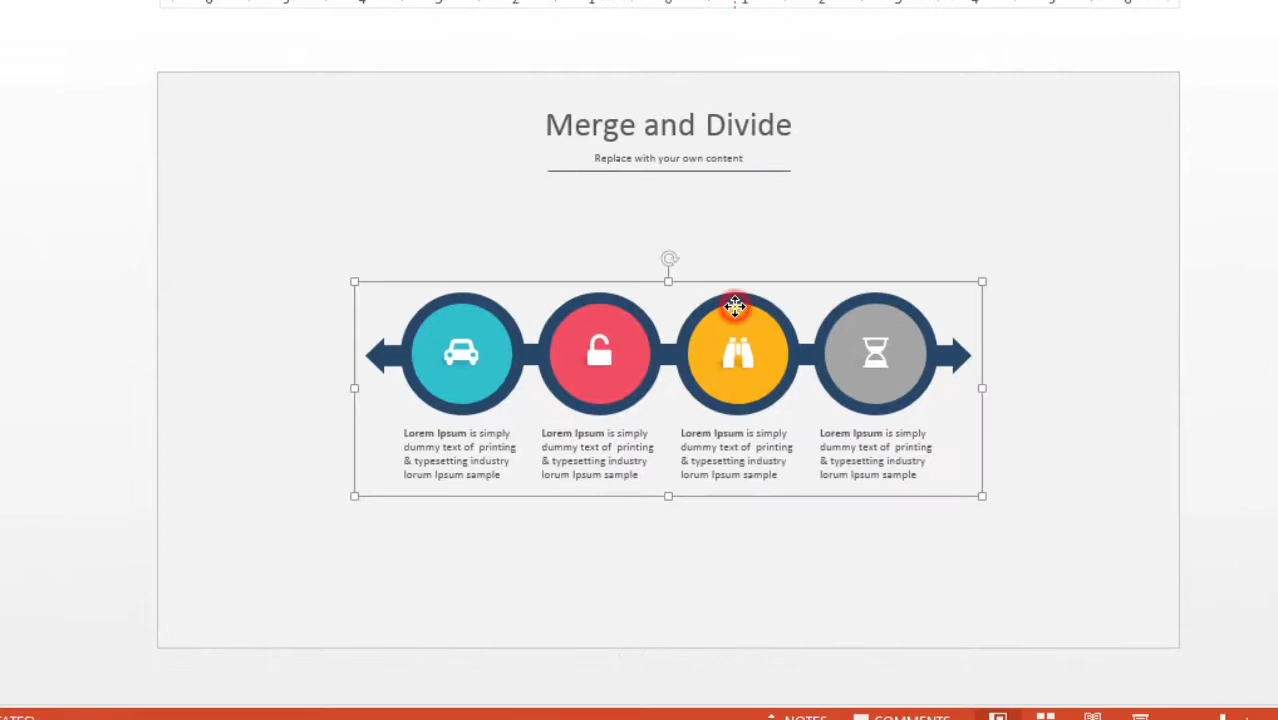 Merge and Divide
Replace with your own content
Lorem Ipsum is simply
dummy text of printing
& typesetting industry
lorum Ipsum sample
Lorem Ipsum is simply
dummy text of printing
& typesetting industry
lorum Ipsum sample
Lorem Ipsum is simply
dummy text of printing
& typesetting industry
lorum Ipsum sample
Lorem Ipsum is simply
dummy text of printing
& typesetting industry
lorum Ipsum sample
NOTES COMMENTS